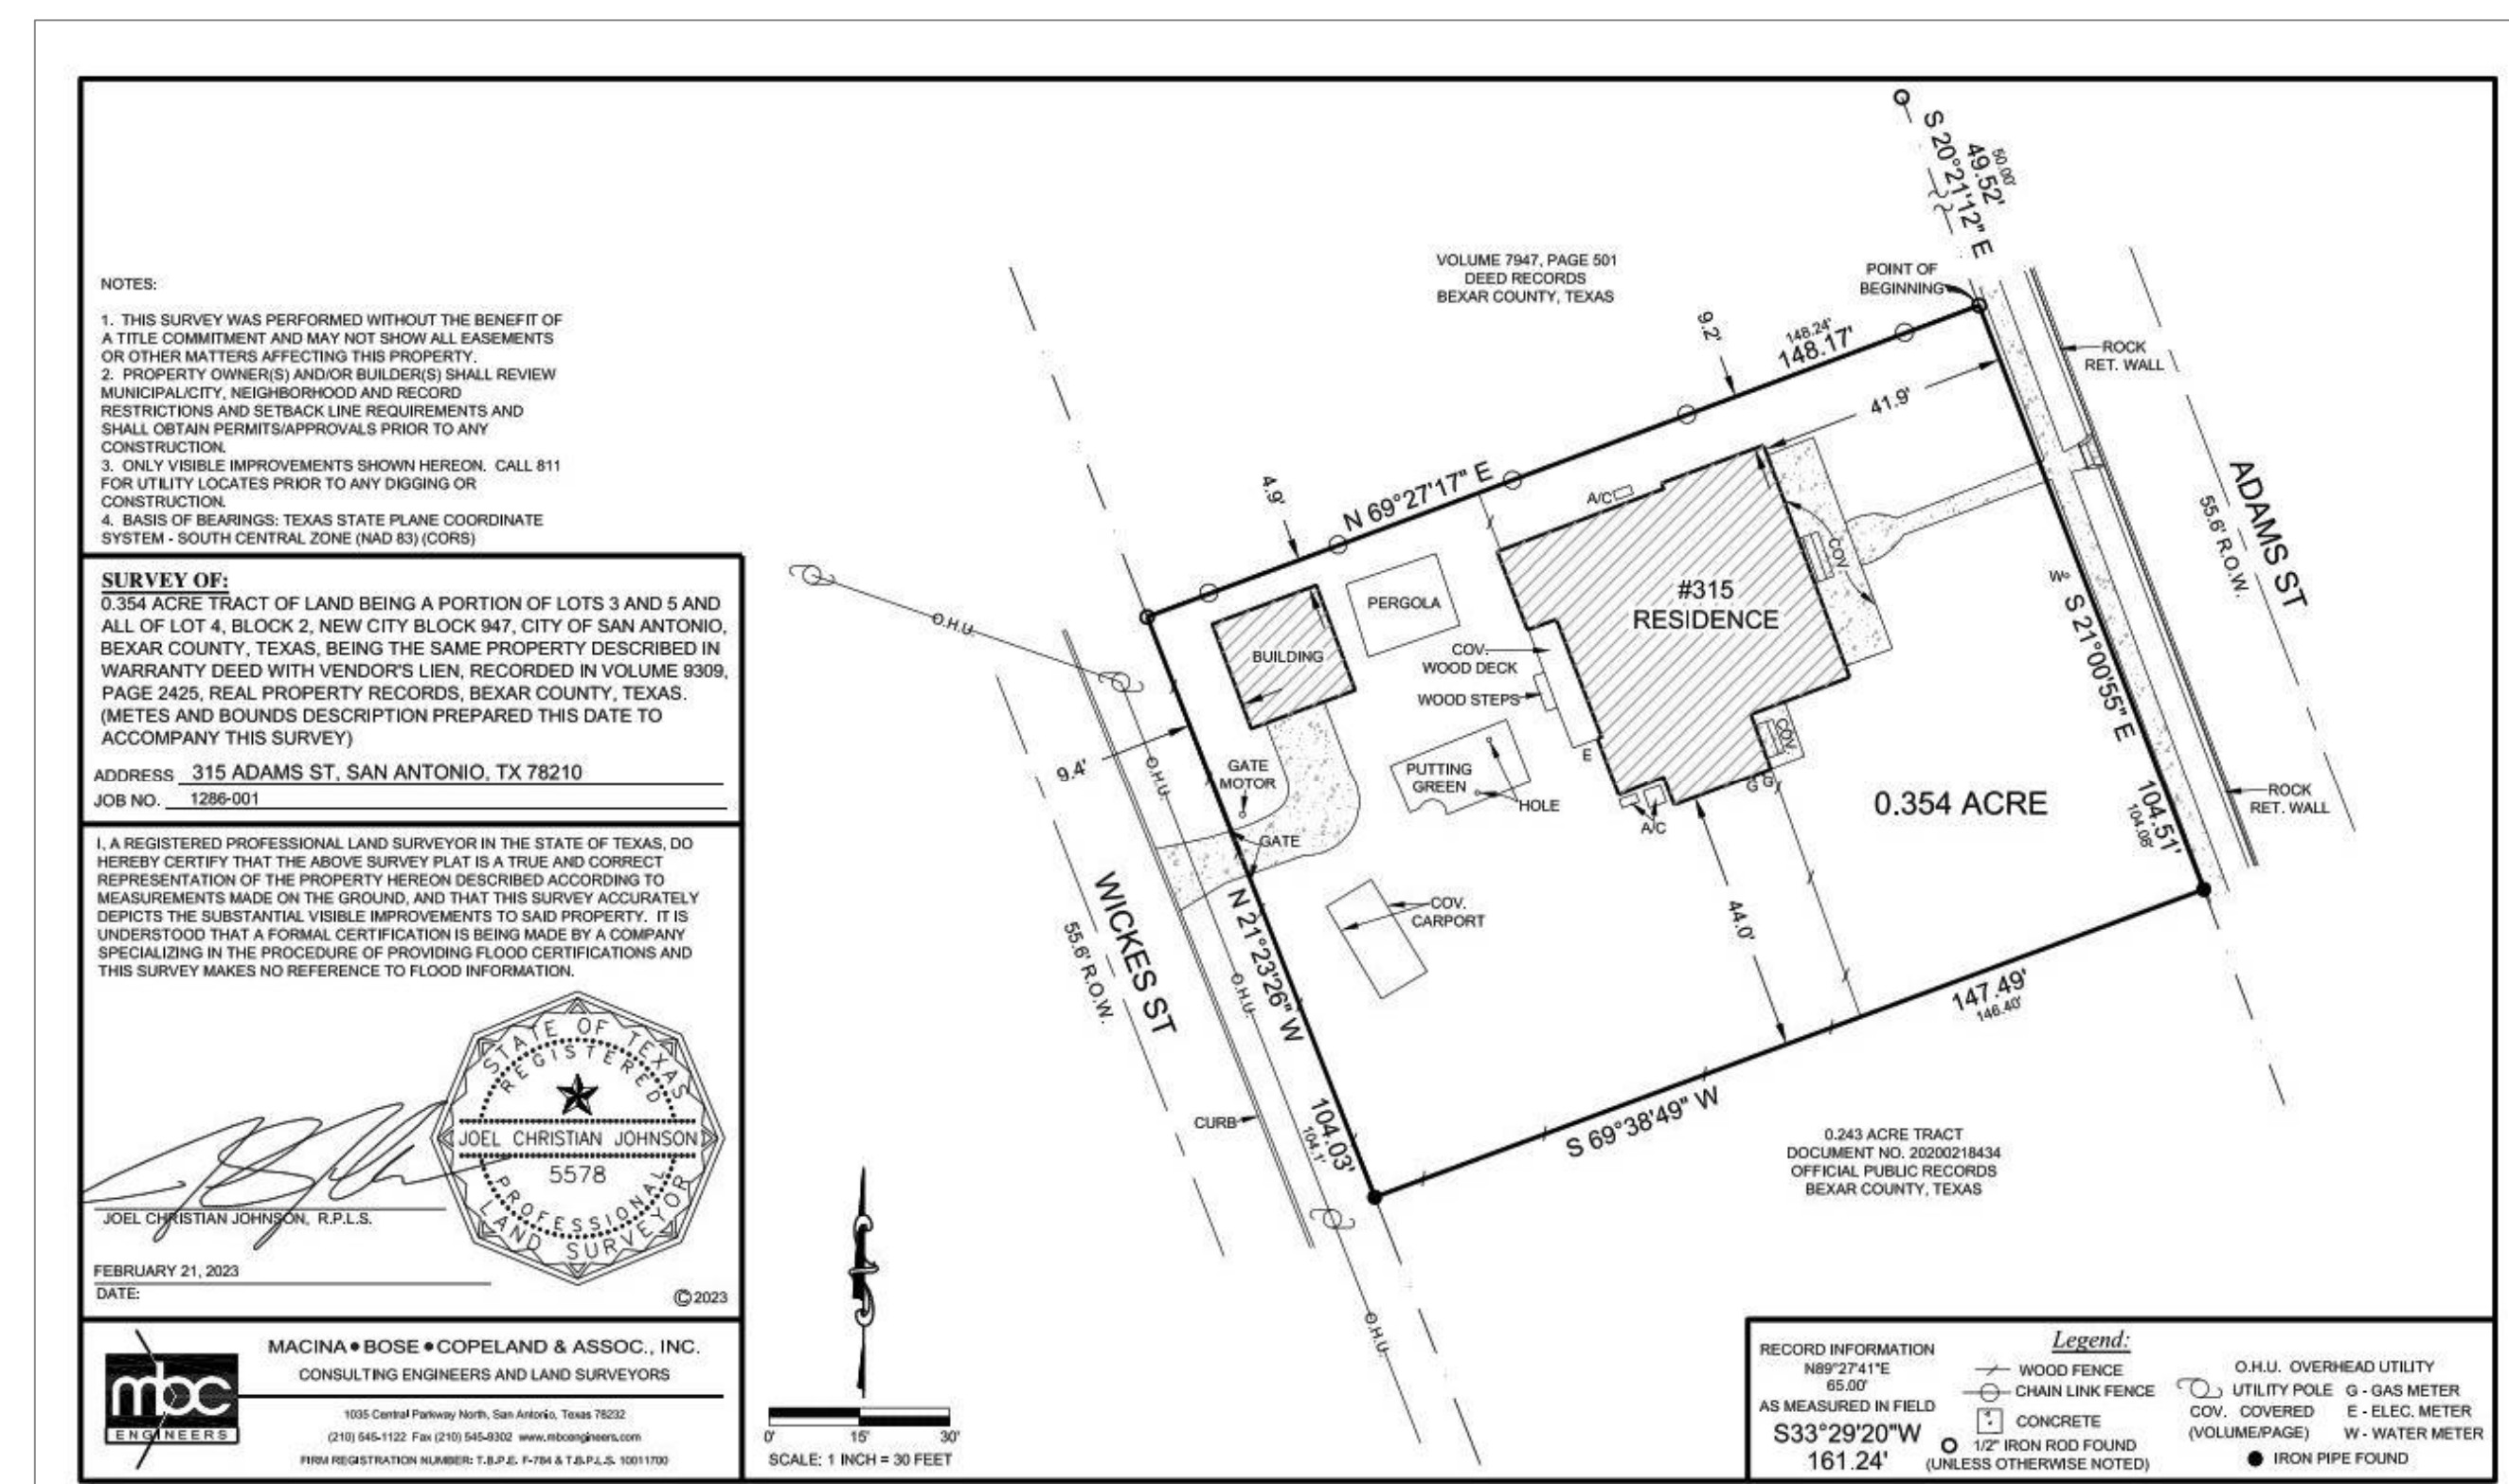 NOTES:
1. THIS SURVEY WAS PERFORMED WITHOUT THE BENEFIT OF
A TITLE COMMITMENT AND MAY NOT SHOW ALL EASEMENTS
OR OTHER MATTERS AFFECTING THIS PROPERTY.
2. PROPERTY OWNER(S) AND/OR BUILDER(S) SHALL REVIEW
MUNICIPAL/CITY, NEIGHBORHOOD AND RECORD
RESTRICTIONS AND SETBACK LINE REQUIREMENTS AND
SHALL OBTAIN PERMITS/APPROVALS PRIOR TO ANY
CONSTRUCTION.
3. ONLY VISIBLE IMPROVEMENTS SHOWN HEREON. CALL 811
FOR UTILITY LOCATES PRIOR TO ANY DIGGING OR
CONSTRUCTION.
4. BASIS OF BEARINGS: TEXAS STATE PLANE COORDINATE
SYSTEM - SOUTH CENTRAL ZONE (NAD 83) (CORS)
SURVEY OF:
0.354 ACRE TRACT OF LAND BEING A PORTION OF LOTS 3 AND 5 AND
ALL OF LOT 4, BLOCK 2, NEW CITY BLOCK 947, CITY OF SAN ANTONIO,
BEXAR COUNTY, TEXAS, BEING THE SAME PROPERTY DESCRIBED IN
WARRANTY DEED WITH VENDOR'S LIEN, RECORDED IN VOLUME 9309,
PAGE 2425, REAL PROPERTY RECORDS, BEXAR COUNTY, TEXAS.
(METES AND BOUNDS DESCRIPTION PREPARED THIS DATE TO
ACCOMPANY THIS SURVEY)
ADDRESS 315 ADAMS ST, SAN ANTONIO, TX 78210
JOB NO. 1286-001
I, A REGISTERED PROFESSIONAL LAND SURVEYOR IN THE STATE OF TEXAS, DO
HEREBY CERTIFY THAT THE ABOVE SURVEY PLAT IS A TRUE AND CORRECT
REPRESENTATION OF THE PROPERTY HEREON DESCRIBED ACCORDING TO
MEASUREMENTS MADE ON THE GROUND, AND THAT THIS SURVEY ACCURATELY
DEPICTS THE SUBSTANTIAL VISIBLE IMPROVEMENTS TO SAID PROPERTY. IT IS
UNDERSTOOD THAT A FORMAL CERTIFICATION IS BEING MADE BY A COMPANY
SPECIALIZING IN THE PROCEDURE OF PROVIDING FLOOD CERTIFICATIONS AND
THIS SURVEY MAKES NO REFERENCE TO FLOOD INFORMATION.
STATE OF TEXAS
REGISTERED
JOEL CHRISTIAN JOHNSON
5578
PROFESSIONAL
LAND SURVEYOR
JOEL CHRISTIAN JOHNSON, R.P.L.S.
FEBRUARY 21, 2023
DATE:
©2023
mbc
ENGINEERS
MACINA • BOSE • COPELAND & ASSOC., INC.
CONSULTING ENGINEERS AND LAND SURVEYORS
1035 Central Parkway North, San Antonio, Texas 78232
(210) 545-1122 Fax (210) 545-9302 www.mbcengineers.com
FIRM REGISTRATION NUMBER: T.B.P.E. F-784 & T.B.P.L.S. 10011700
S 20°21'12" E
49.52'
50.00'
VOLUME 7947, PAGE 501
DEED RECORDS
BEXAR COUNTY, TEXAS
POINT OF
BEGINNING
ROCK
RET. WALL
9.2'
148.24'
148.17'
41.9'
ADAMS ST
55.6' R.O.W.
4.9'
N 69°27'17" E
A/C
#315
RESIDENCE
COV.
W
S 21°00'55" E
104.51'
104.08'
O.H.U.
PERGOLA
BUILDING
COV.
WOOD DECK
WOOD STEPS
COV.
E
G G
9.4'
O.H.U.
GATE
MOTOR
PUTTING
GREEN
HOLE
A/C
0.354 ACRE
ROCK
RET. WALL
GATE
WICKES ST
55.6' R.O.W.
COV.
CARPORT
44.0'
N 21°23'26" W
104.03'
104.1'
O.H.U.
147.49'
146.40'
S 69°38'49" W
CURB
0.243 ACRE TRACT
DOCUMENT NO. 20200218434
OFFICIAL PUBLIC RECORDS
BEXAR COUNTY, TEXAS
O.H.U.
0' 15' 30'
SCALE: 1 INCH = 30 FEET
RECORD INFORMATION
N89°27'41"E
65.00'
AS MEASURED IN FIELD
S33°29'20"W
161.24'
Legend:
WOOD FENCE
CHAIN LINK FENCE
CONCRETE
1/2" IRON ROD FOUND
(UNLESS OTHERWISE NOTED)
O.H.U. OVERHEAD UTILITY
UTILITY POLE G - GAS METER
COV. COVERED E - ELEC. METER
(VOLUME/PAGE) W - WATER METER
IRON PIPE FOUND